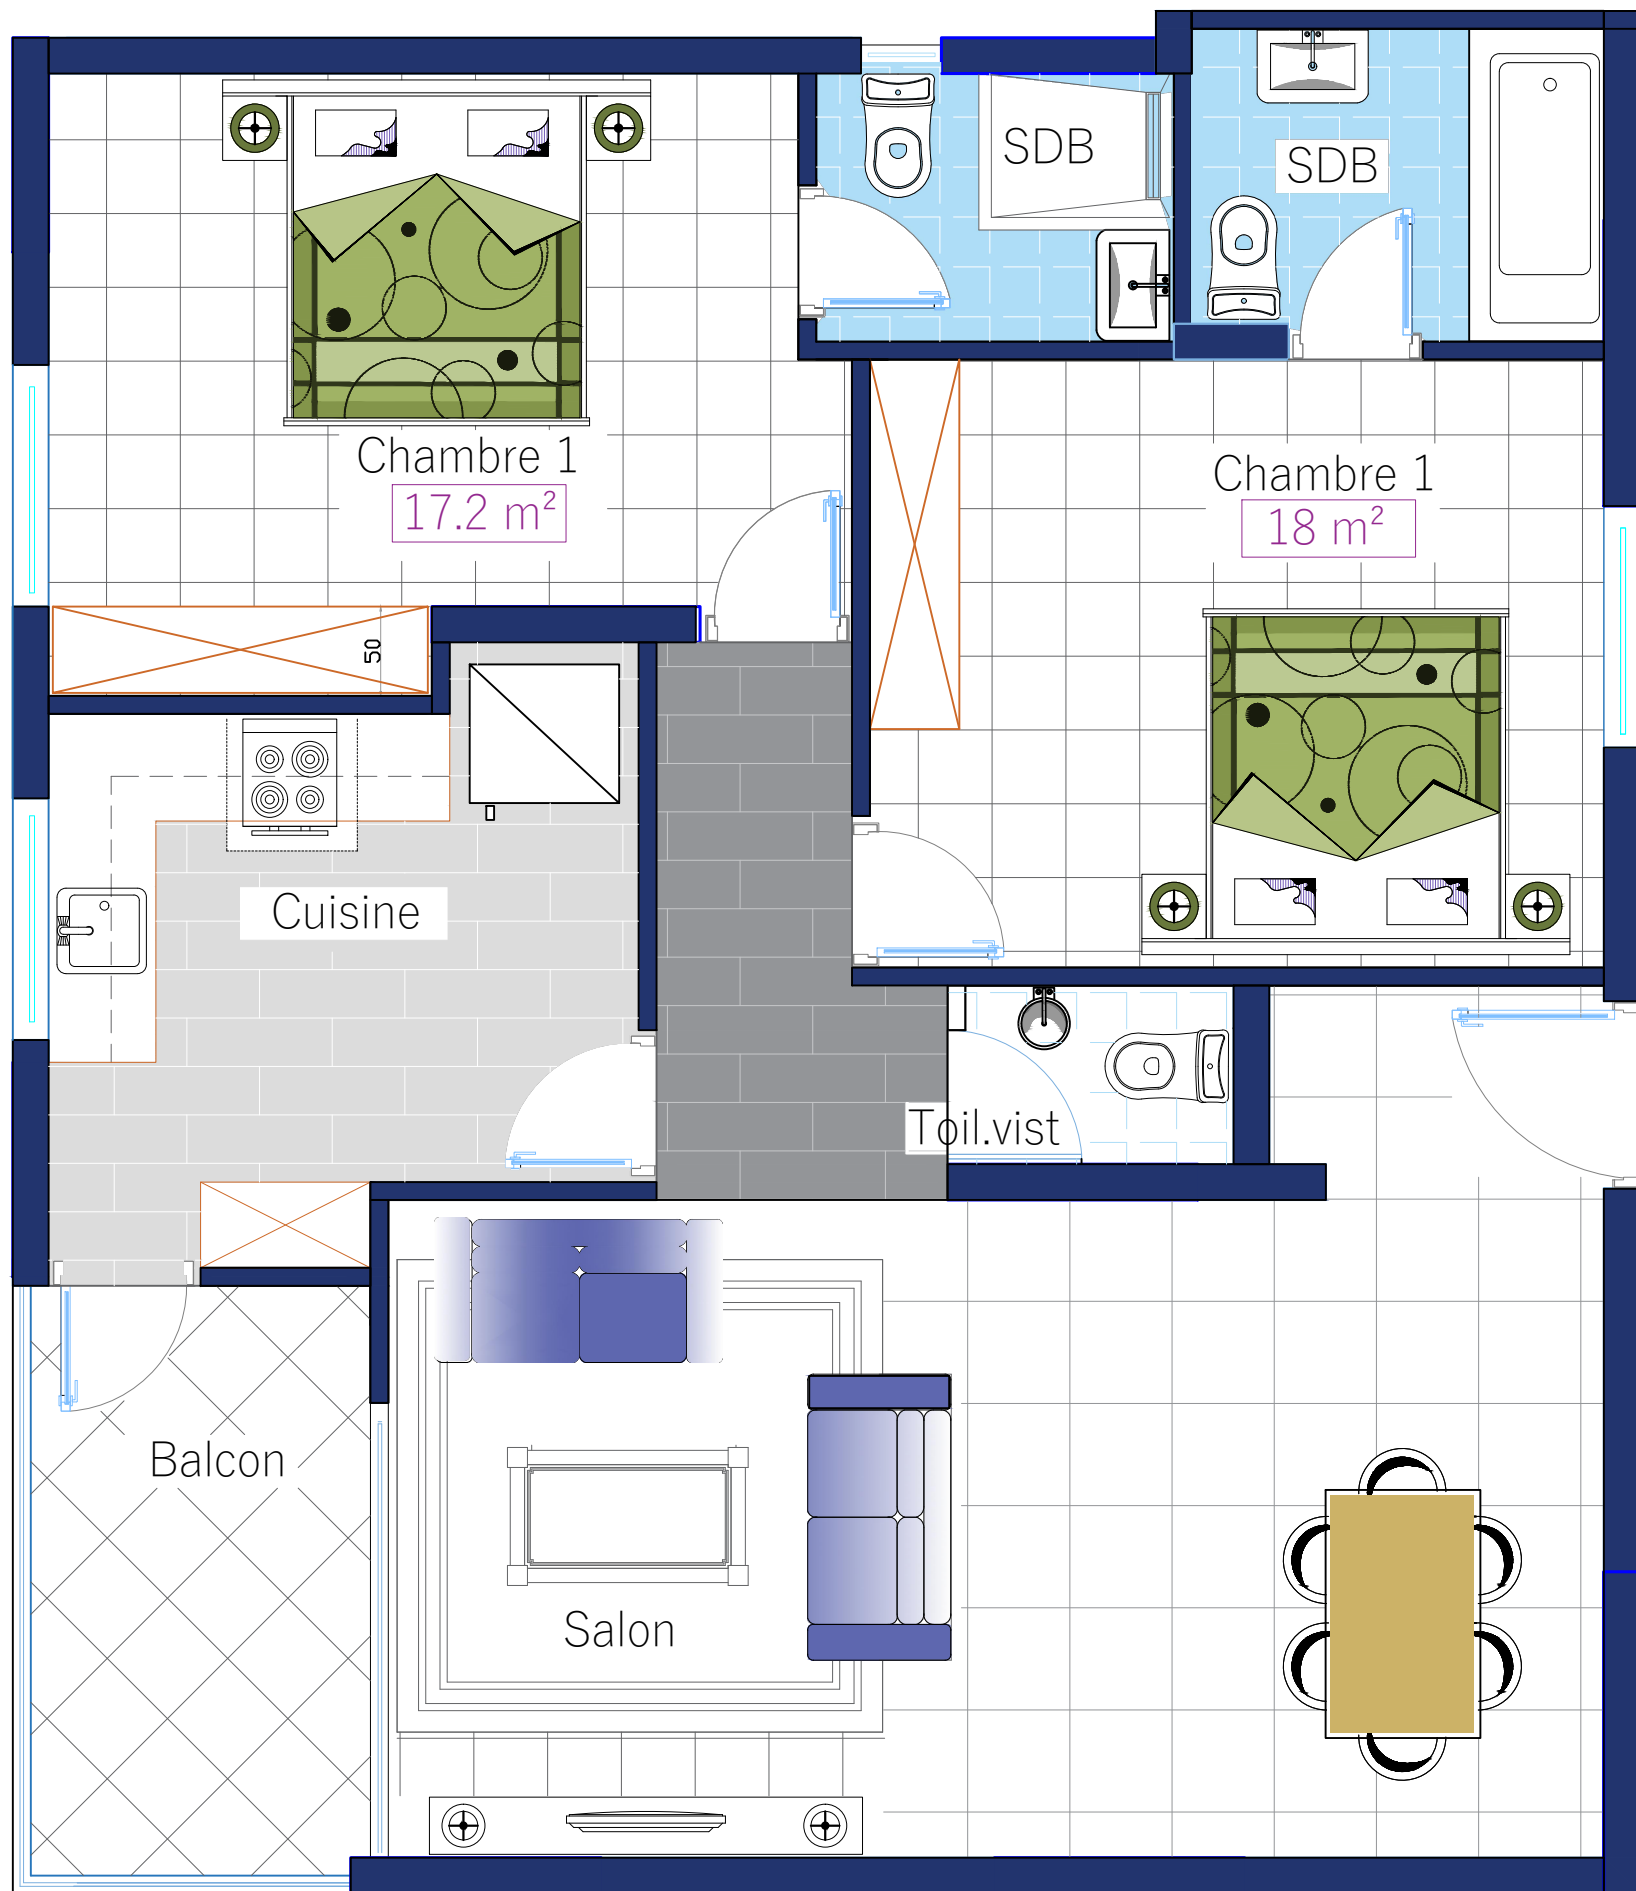 SDB
SDB
Chambre 1
17.2 m²
Chambre 1
18 m²
50
Cuisine
Toil.vist
Balcon
Salon